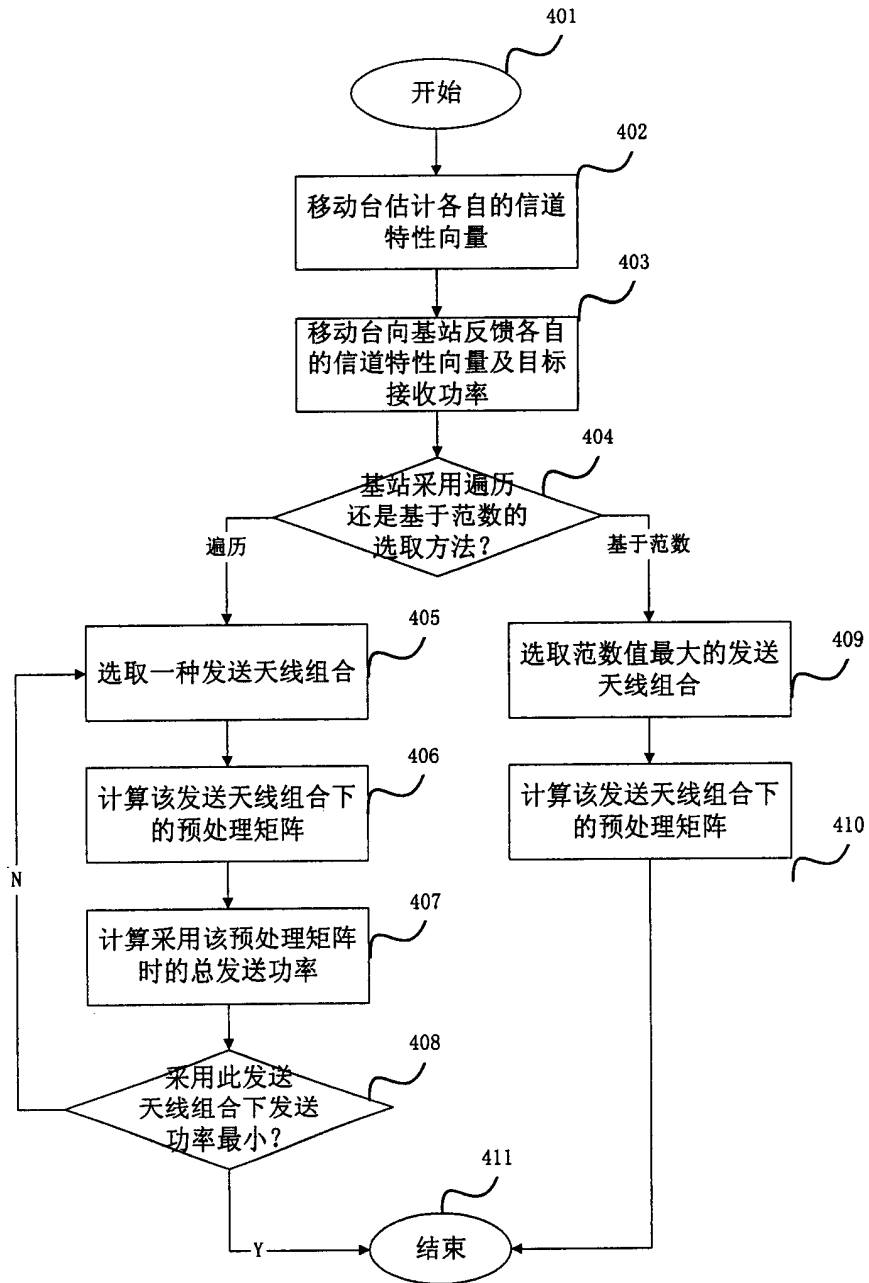 401
开始
402
移动台估计各自的信道
特性向量
403
移动台向基站反馈各自
的信道特性向量及目标
接收功率
404
基站采用遍历
还是基于范数的
选取方法？
遍历
基于范数
405
选取一种发送天线组合
409
选取范数值最大的发送
天线组合
406
计算该发送天线组合下
的预处理矩阵
计算该发送天线组合下
的预处理矩阵
410
N
407
计算采用该预处理矩阵
时的总发送功率
408
采用此发送
天线组合下发送
功率最小？
411
Y
结束